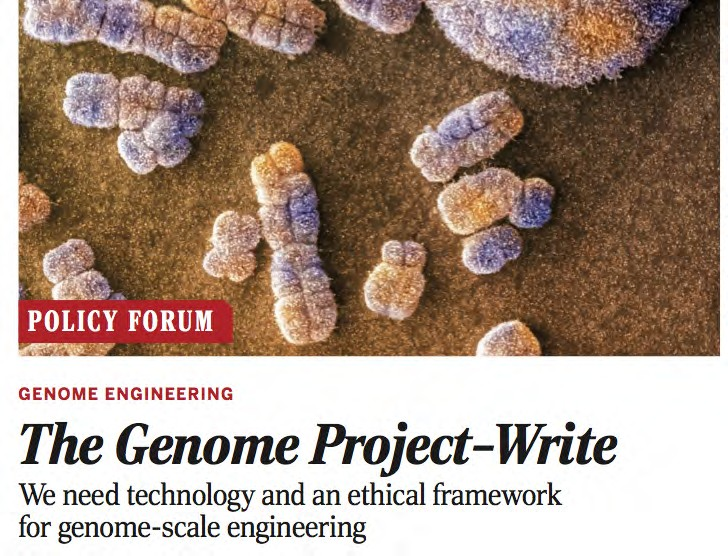 POLICY FORUM
GENOME ENGINEERING
The Genome Project–Write
We need technology and an ethical framework
for genome-scale engineering